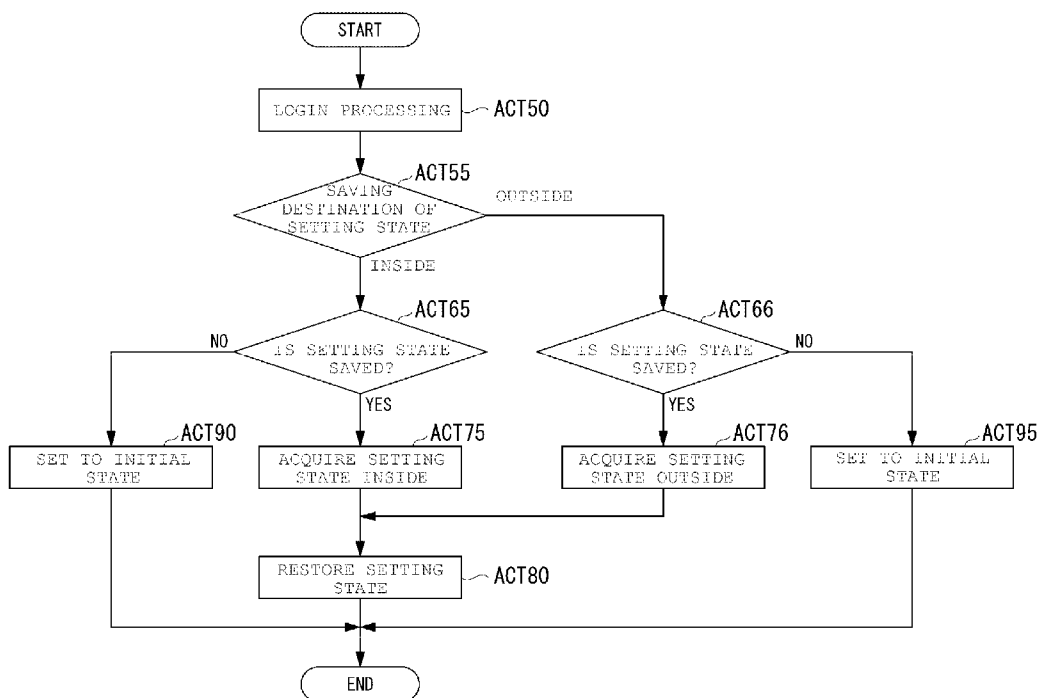 START
LOGIN PROCESSING
ACT50
ACT55
SAVING
DESTINATION OF
SETTING STATE
OUTSIDE
INSIDE
ACT65
ACT66
NO
IS SETTING STATE
SAVED?
IS SETTING STATE
SAVED?
NO
YES
YES
ACT90
ACT75
ACT76
ACT95
SET TO INITIAL
STATE
ACQUIRE SETTING
STATE INSIDE
ACQUIRE SETTING
STATE OUTSIDE
SET TO INITIAL
STATE
RESTORE SETTING
STATE
ACT80
END